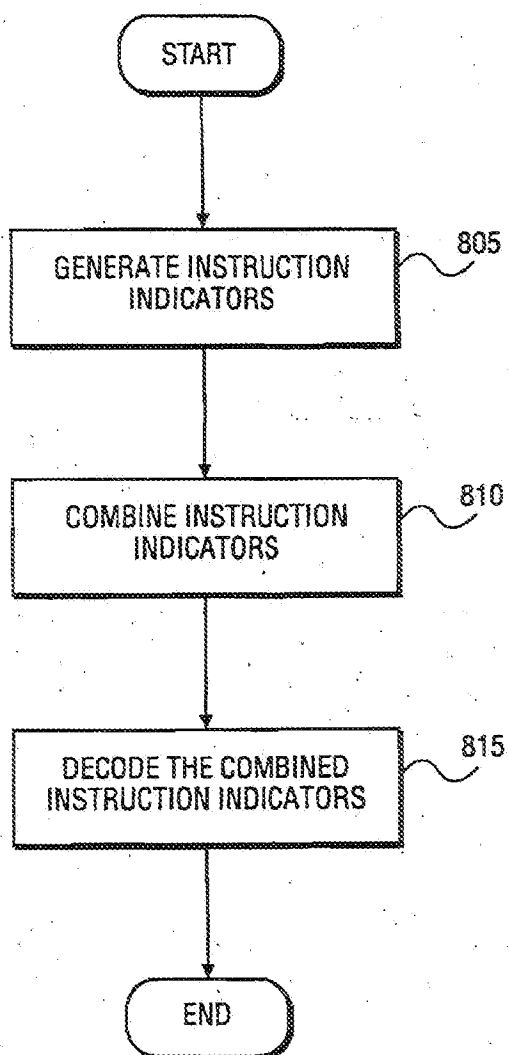 START
805
GENERATE INSTRUCTION
INDICATORS
810
COMBINE INSTRUCTION
INDICATORS
815
DECODE THE COMBINED
INSTRUCTION INDICATORS
END